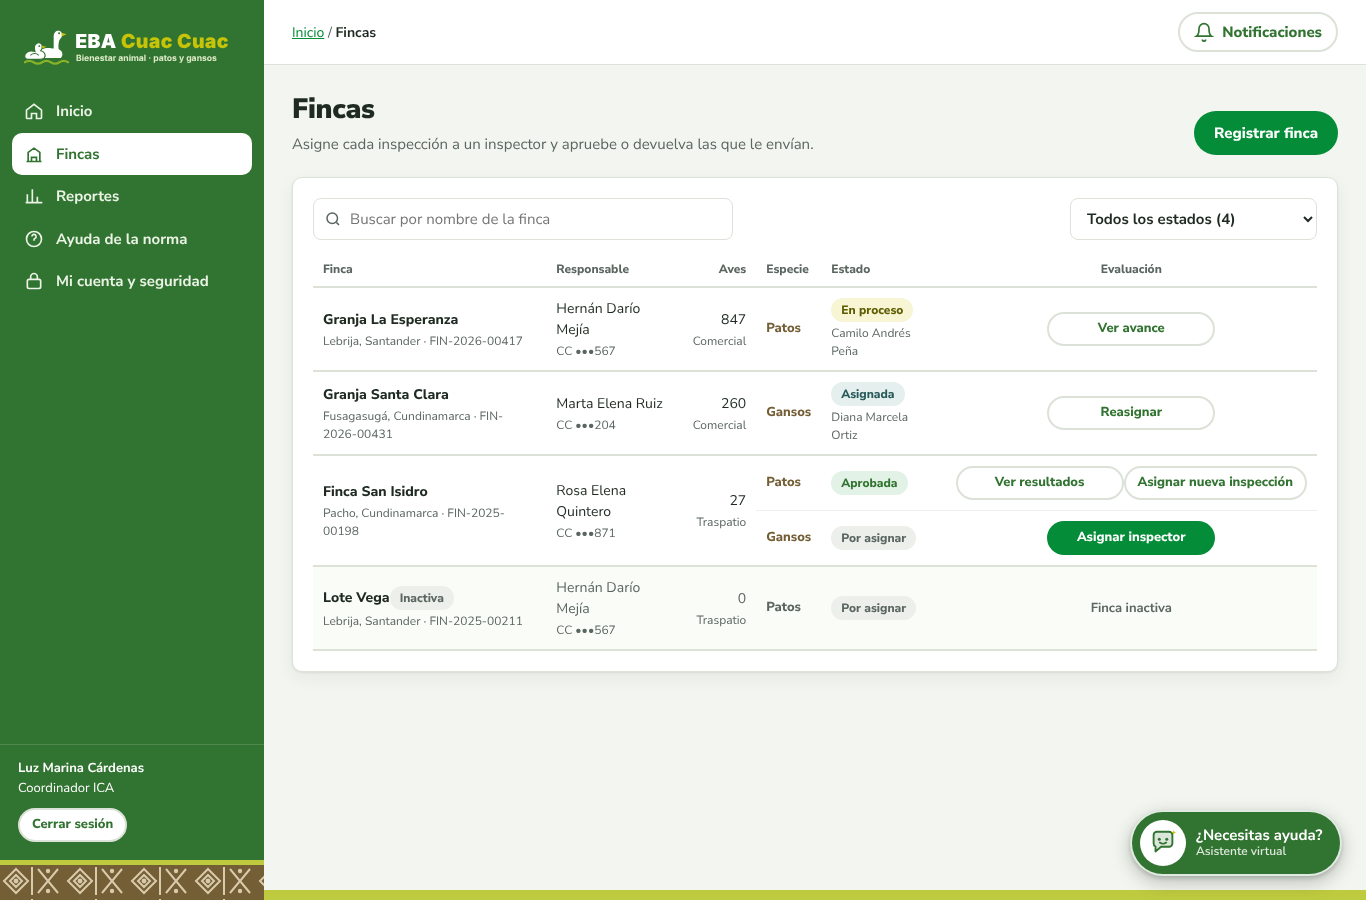 EBA Cuac Cuac
Bienestar animal · patos y gansos
Inicio
Fincas
Reportes
Ayuda de la norma
Mi cuenta y seguridad
Luz Marina Cárdenas
Coordinador ICA
Cerrar sesión
Inicio / Fincas
Notificaciones
Fincas
Asigne cada inspección a un inspector y apruebe o devuelva las que le envían.
Registrar finca
Buscar por nombre de la finca
Todos los estados (4)
Finca Responsable Aves Especie Estado Evaluación
Granja La Esperanza
Lebrija, Santander · FIN-2026-00417
Hernán Darío
Mejía
CC •••567
847
Comercial
Patos
En proceso
Camilo Andrés
Peña
Ver avance
Granja Santa Clara
Fusagasugá, Cundinamarca · FIN-
2026-00431
Marta Elena Ruiz
CC •••204
260
Comercial
Gansos
Asignada
Diana Marcela
Ortiz
Reasignar
Finca San Isidro
Pacho, Cundinamarca · FIN-2025-
00198
Rosa Elena
Quintero
CC •••871
27
Traspatio
Patos
Aprobada
Ver resultados
Asignar nueva inspección
Gansos
Por asignar
Asignar inspector
Lote Vega Inactiva
Lebrija, Santander · FIN-2025-00211
Hernán Darío
Mejía
CC •••567
0
Traspatio
Patos
Por asignar
Finca inactiva
¿Necesitas ayuda?
Asistente virtual